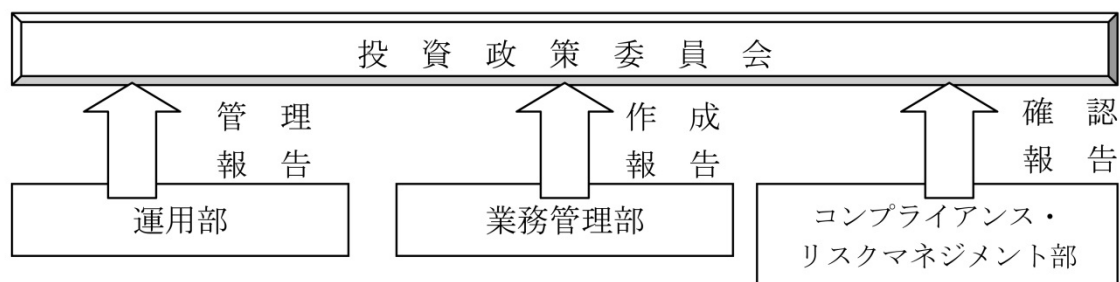 投資政策委員会
管理
報告
作成
報告
確認
報告
運用部
業務管理部
コンプライアンス・
リスクマネジメント部